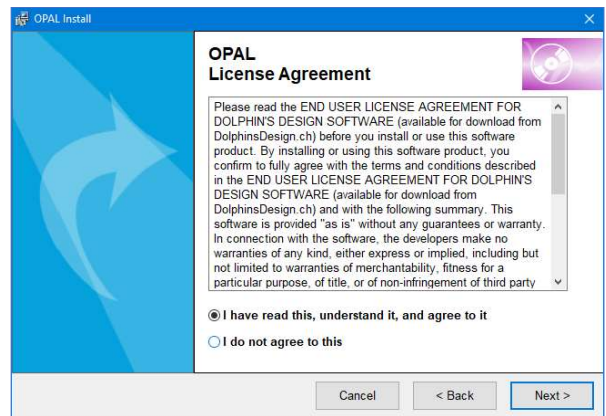 OPAL Install
OPAL
License Agreement
Please read the END USER LICENSE AGREEMENT FOR
DOLPHIN'S DESIGN SOFTWARE (available for download from
DolphinsDesign.ch) before you install or use this software
product. By installing or using this software product, you
confirm to fully agree with the terms and conditions described
in the END USER LICENSE AGREEMENT FOR DOLPHIN'S
DESIGN SOFTWARE (available for download from
DolphinsDesign.ch) and with the following summary. This
software is provided "as is" without any guarantees or warranty.
In connection with the software, the developers make no
warranties of any kind, either express or implied, including but
not limited to warranties of merchantability, fitness for a
particular purpose, of title, or of non-infringement of third party
I have read this, understand it, and agree to it
I do not agree to this
Cancel
< Back
Next >